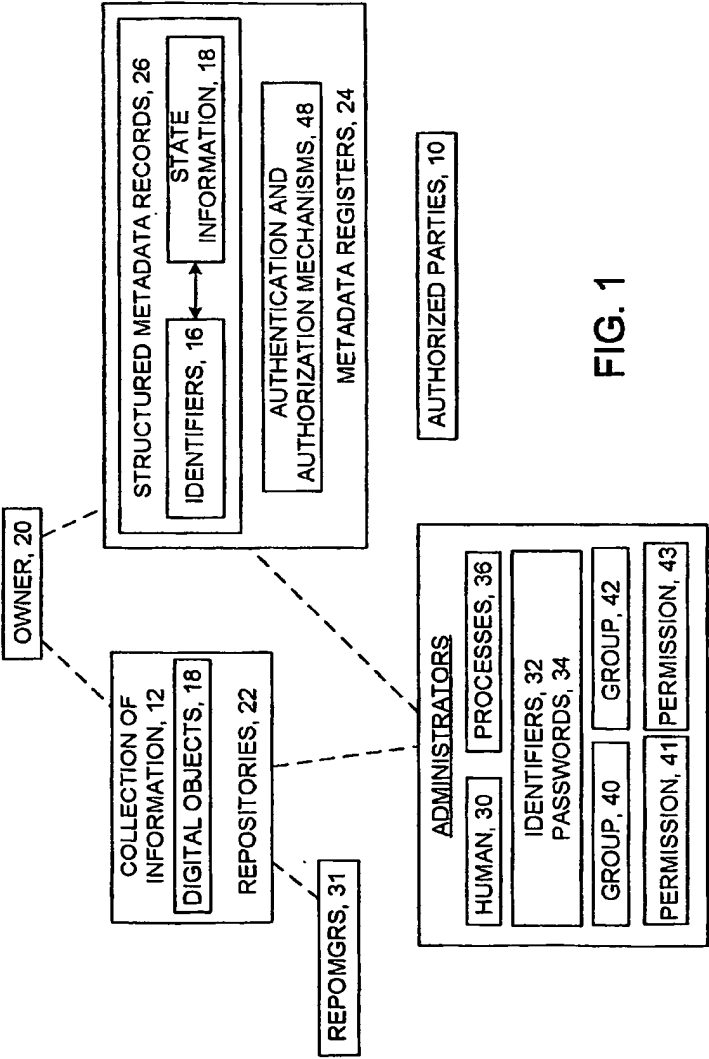 OWNER, 20
COLLECTION OF
INFORMATION, 12
DIGITAL OBJECTS, 18
REPOSITORIES, 22
REPOMGRS, 31
STRUCTURED METADATA RECORDS, 26
IDENTIFIERS, 16
STATE
INFORMATION, 18
AUTHENTICATION AND
AUTHORIZATION MECHANISMS, 48
METADATA REGISTERS, 24
ADMINISTRATORS
HUMAN, 30
PROCESSES, 36
IDENTIFIERS, 32
PASSWORDS, 34
GROUP, 40
GROUP, 42
PERMISSION, 41
PERMISSION, 43
AUTHORIZED PARTIES, 10
FIG. 1